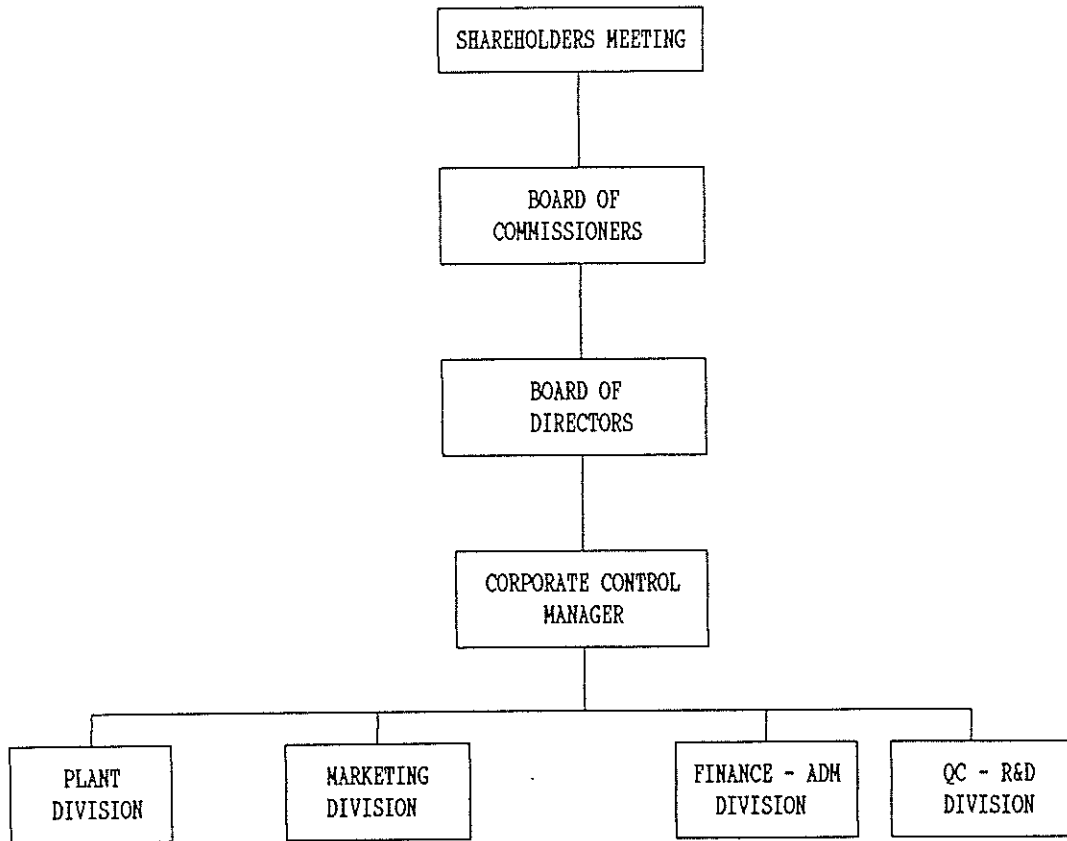 SHAREHOLDERS MEETING
BOARD OF
COMMISSIONERS
BOARD OF
DIRECTORS
CORPORATE CONTROL
MANAGER
PLANT
DIVISION
MARKETING
DIVISION
FINANCE - ADM
DIVISION
QC - R&D
DIVISION